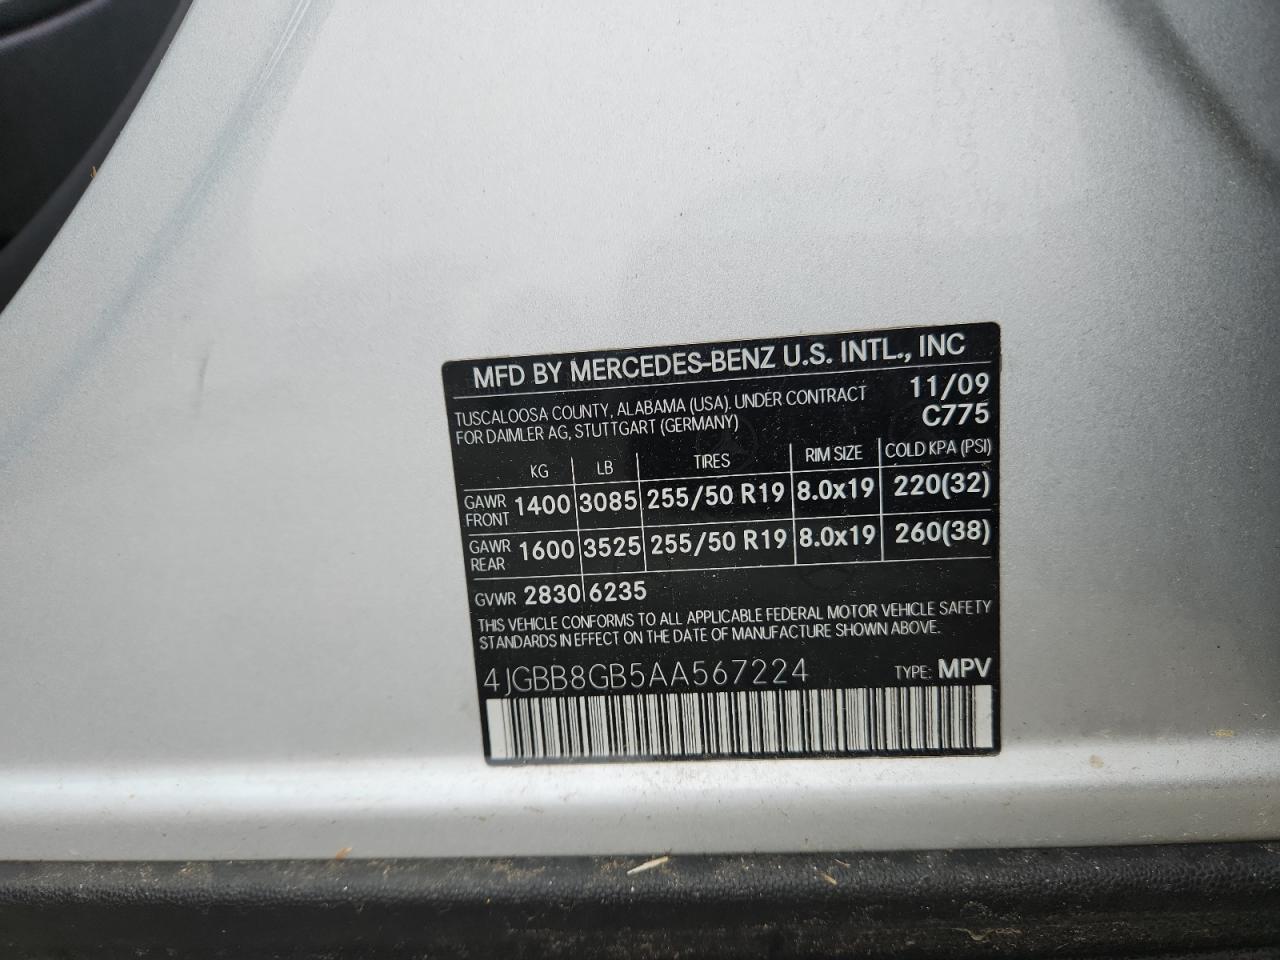 MFD BY MERCEDES-BENZ U.S. INTL., INC
TUSCALOOSA COUNTY, ALABAMA (USA). UNDER CONTRACT 11/09
FOR DAIMLER AG, STUTTGART (GERMANY) C775
KG LB TIRES RIM SIZE COLD KPA (PSI)
GAWR FRONT 1400 3085 255/50 R19 8.0x19 220(32)
GAWR REAR 1600 3525 255/50 R19 8.0x19 260(38)
GVWR 2830 6235
THIS VEHICLE CONFORMS TO ALL APPLICABLE FEDERAL MOTOR VEHICLE SAFETY
STANDARDS IN EFFECT ON THE DATE OF MANUFACTURE SHOWN ABOVE.
4JGBB8GB5AA567224 TYPE: MPV